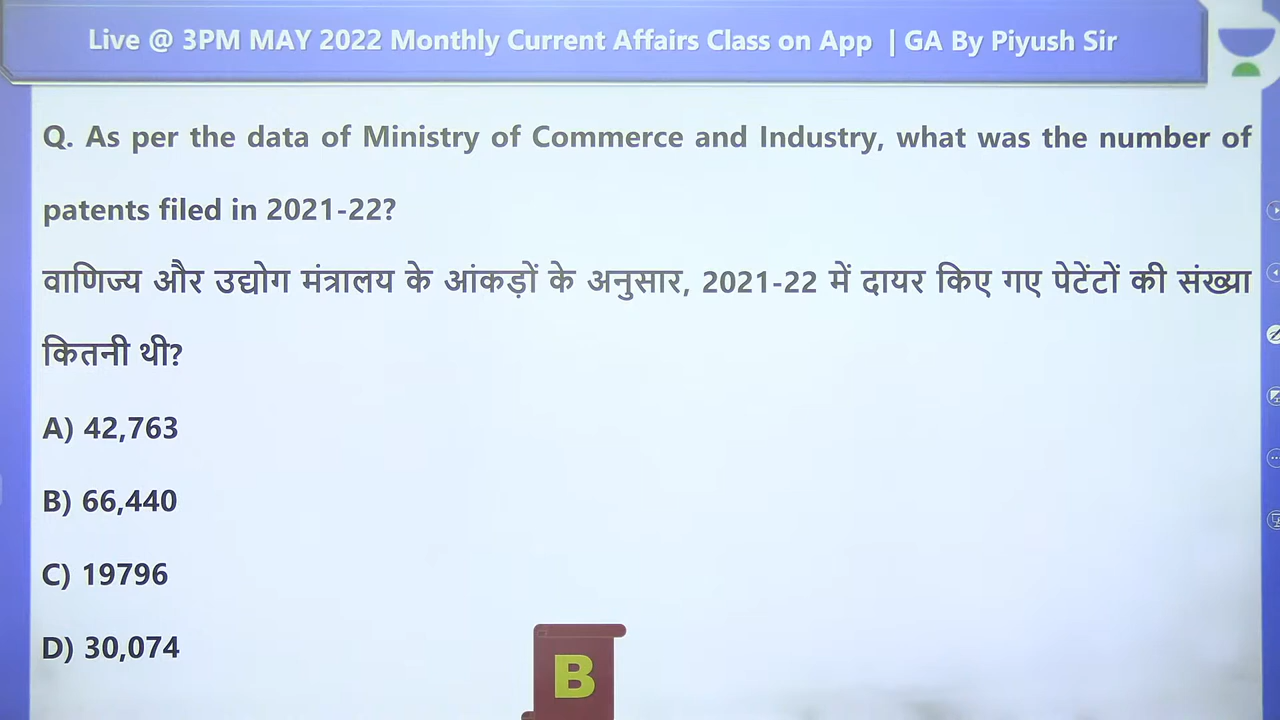 Live @ 3PM MAY 2022 Monthly Current Affairs Class on App | GA By Piyush Sir
Q. As per the data of Ministry of Commerce and Industry, what was the number of
patents filed in 2021-22?
वाणिज्य और उद्योग मंत्रालय के आंकड़ों के अनुसार, 2021-22 में दायर किए गए पेटेंटों की संख्या
कितनी थी?
A) 42,763
B) 66,440
C) 19796
D) 30,074
B